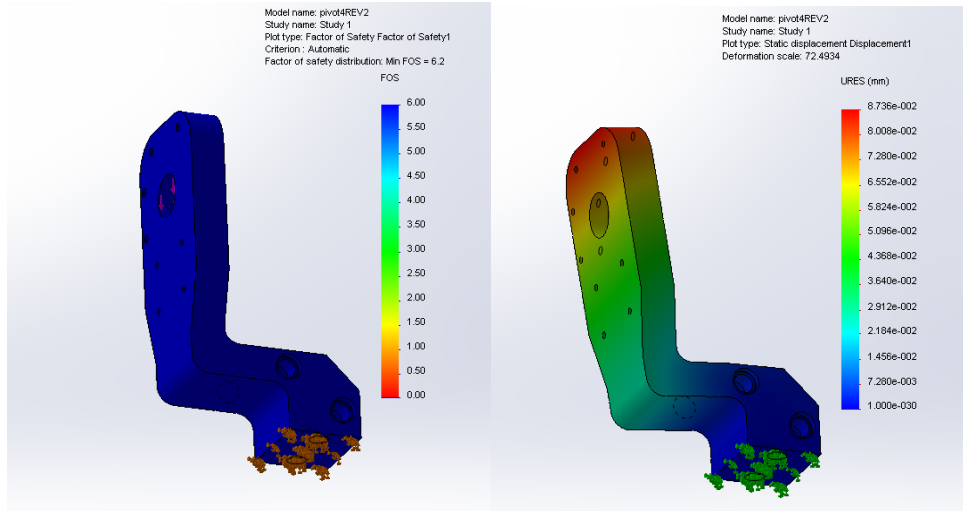 Model name: pivot4REV2
Study name: Study 1
Plot type: Factor of Safety Factor of Safety1
Criterion : Automatic
Factor of safety distribution: Min FOS = 6.2
FOS
6.00
5.50
5.00
4.50
4.00
3.50
3.00
2.50
2.00
1.50
1.00
0.50
0.00
Model name: pivot4REV2
Study name: Study 1
Plot type: Static displacement Displacement1
Deformation scale: 72.4934
URES (mm)
8.736e-002
8.008e-002
7.280e-002
6.552e-002
5.824e-002
5.096e-002
4.368e-002
3.640e-002
2.912e-002
2.184e-002
1.456e-002
7.280e-003
1.000e-030